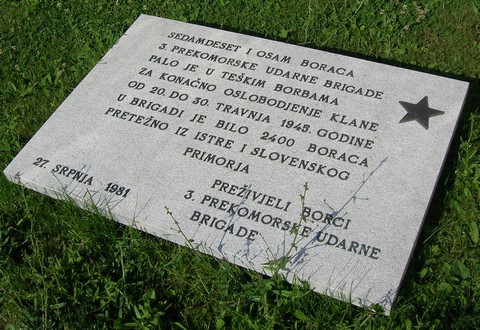 SEDAMDESET I OSAM BORACA
3. PREKOMORSKE UDARNE BRIGADE
PALO JE U TEŠKIM BORBAMA
ZA KONAČNO OSLOBODJENJE KLANE
OD 20. DO 30. TRAVNJA 1945. GODINE
U BRIGADI JE BILO 2400 BORACA
PRETEŽNO IZ ISTRE I SLOVENSKOG
PRIMORJA
27. SRPNJA 1981
PREŽIVJELI BORCI
3. PREKOMORSKE UDARNE
BRIGADE